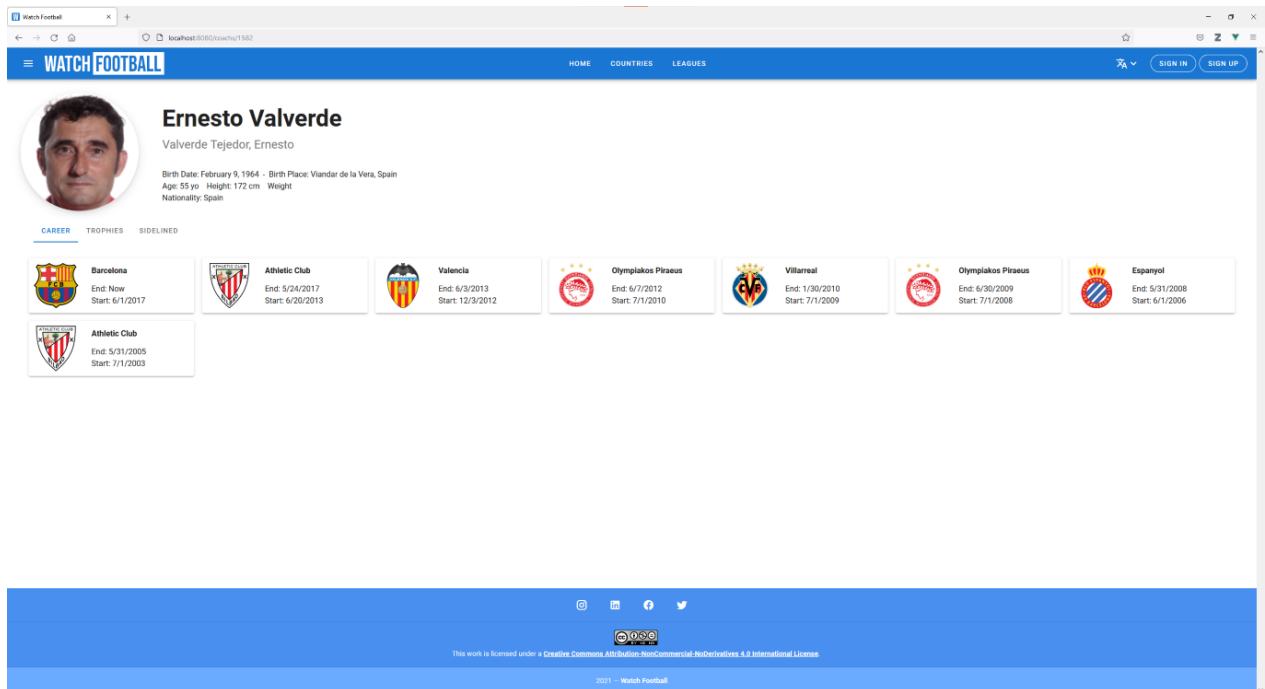 Watch Football
localhost:8080/coachs/1582
WATCH FOOTBALL
HOME COUNTRIES LEAGUES
SIGN IN SIGN UP
Ernesto Valverde
Valverde Tejedor, Ernesto
Birth Date: February 9, 1964 - Birth Place: Viandar de la Vera, Spain
Age: 55 yo Height: 172 cm Weight
Nationality: Spain
CAREER TROPHIES SIDELINED
Barcelona
End: Now
Start: 6/1/2017
Athletic Club
End: 5/24/2017
Start: 6/20/2013
Valencia
End: 6/3/2013
Start: 12/3/2012
Olympiakos Piraeus
End: 6/7/2012
Start: 7/1/2010
Villarreal
End: 1/30/2010
Start: 7/1/2009
Olympiakos Piraeus
End: 6/30/2009
Start: 7/1/2008
Espanyol
End: 5/31/2008
Start: 6/1/2006
Athletic Club
End: 5/31/2005
Start: 7/1/2003
FCB
ATHLETIC CLUB
This work is licensed under a Creative Commons Attribution-NonCommercial-NoDerivatives 4.0 International License.
2021 — Watch Football